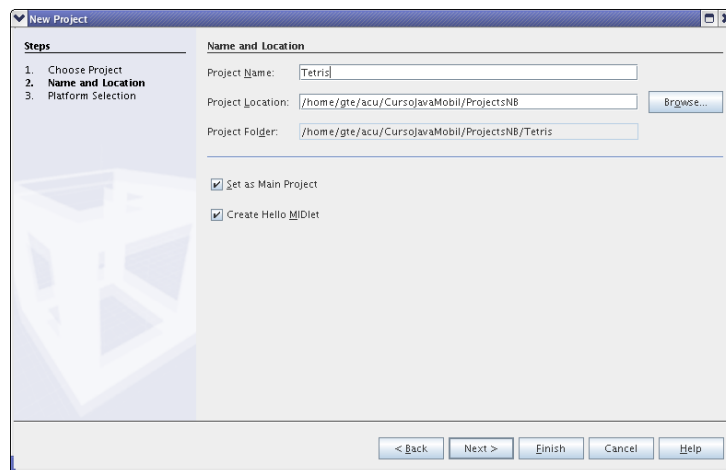 New Project
Steps
1. Choose Project
2. Name and Location
3. Platform Selection
Name and Location
Project Name: Tetris
Project Location: /home/gte/acu/CursoJavaMobil/ProjectsNB Browse...
Project Folder: /home/gte/acu/CursoJavaMobil/ProjectsNB/Tetris
Set as Main Project
Create Hello MIDlet
< Back Next > Finish Cancel Help